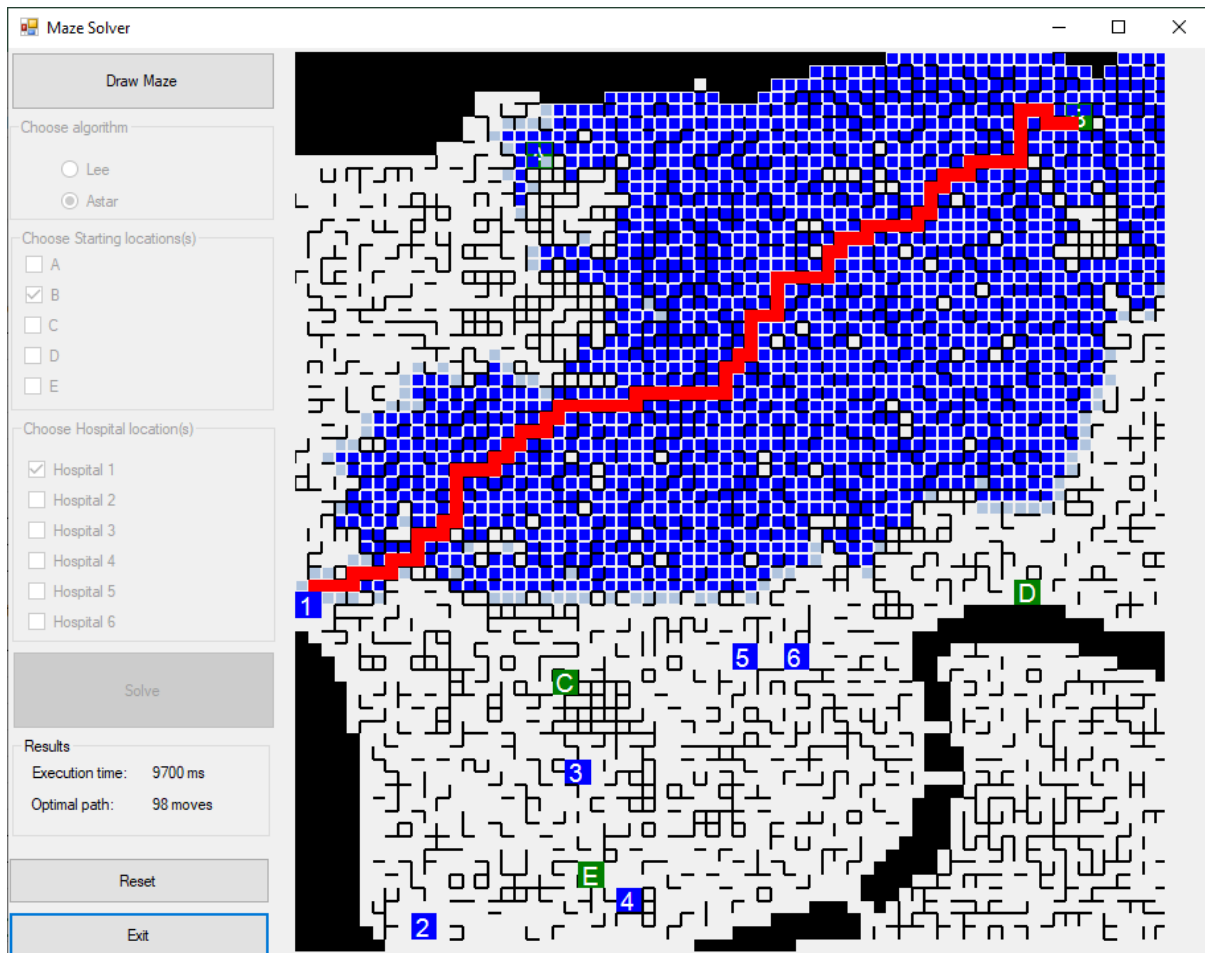 Maze Solver
Draw Maze
Choose algorithm
Lee
Astar
Choose Starting locations(s)
A
B
C
D
E
Choose Hospital location(s)
Hospital 1
Hospital 2
Hospital 3
Hospital 4
Hospital 5
Hospital 6
Solve
Results
Execution time: 9700 ms
Optimal path: 98 moves
Reset
Exit
1
D
5 6
C
3
E
4
2